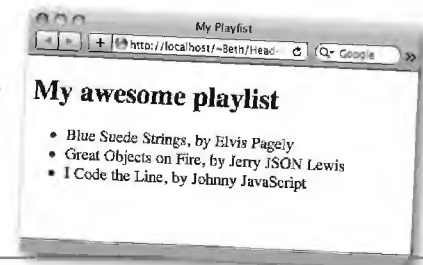 My Playlist
http://localhost/~Beth/Head- Google
My awesome playlist
• Blue Suede Strings, by Elvis Pagely
• Great Objects on Fire, by Jerry JSON Lewis
• I Code the Line, by Johnny JavaScript